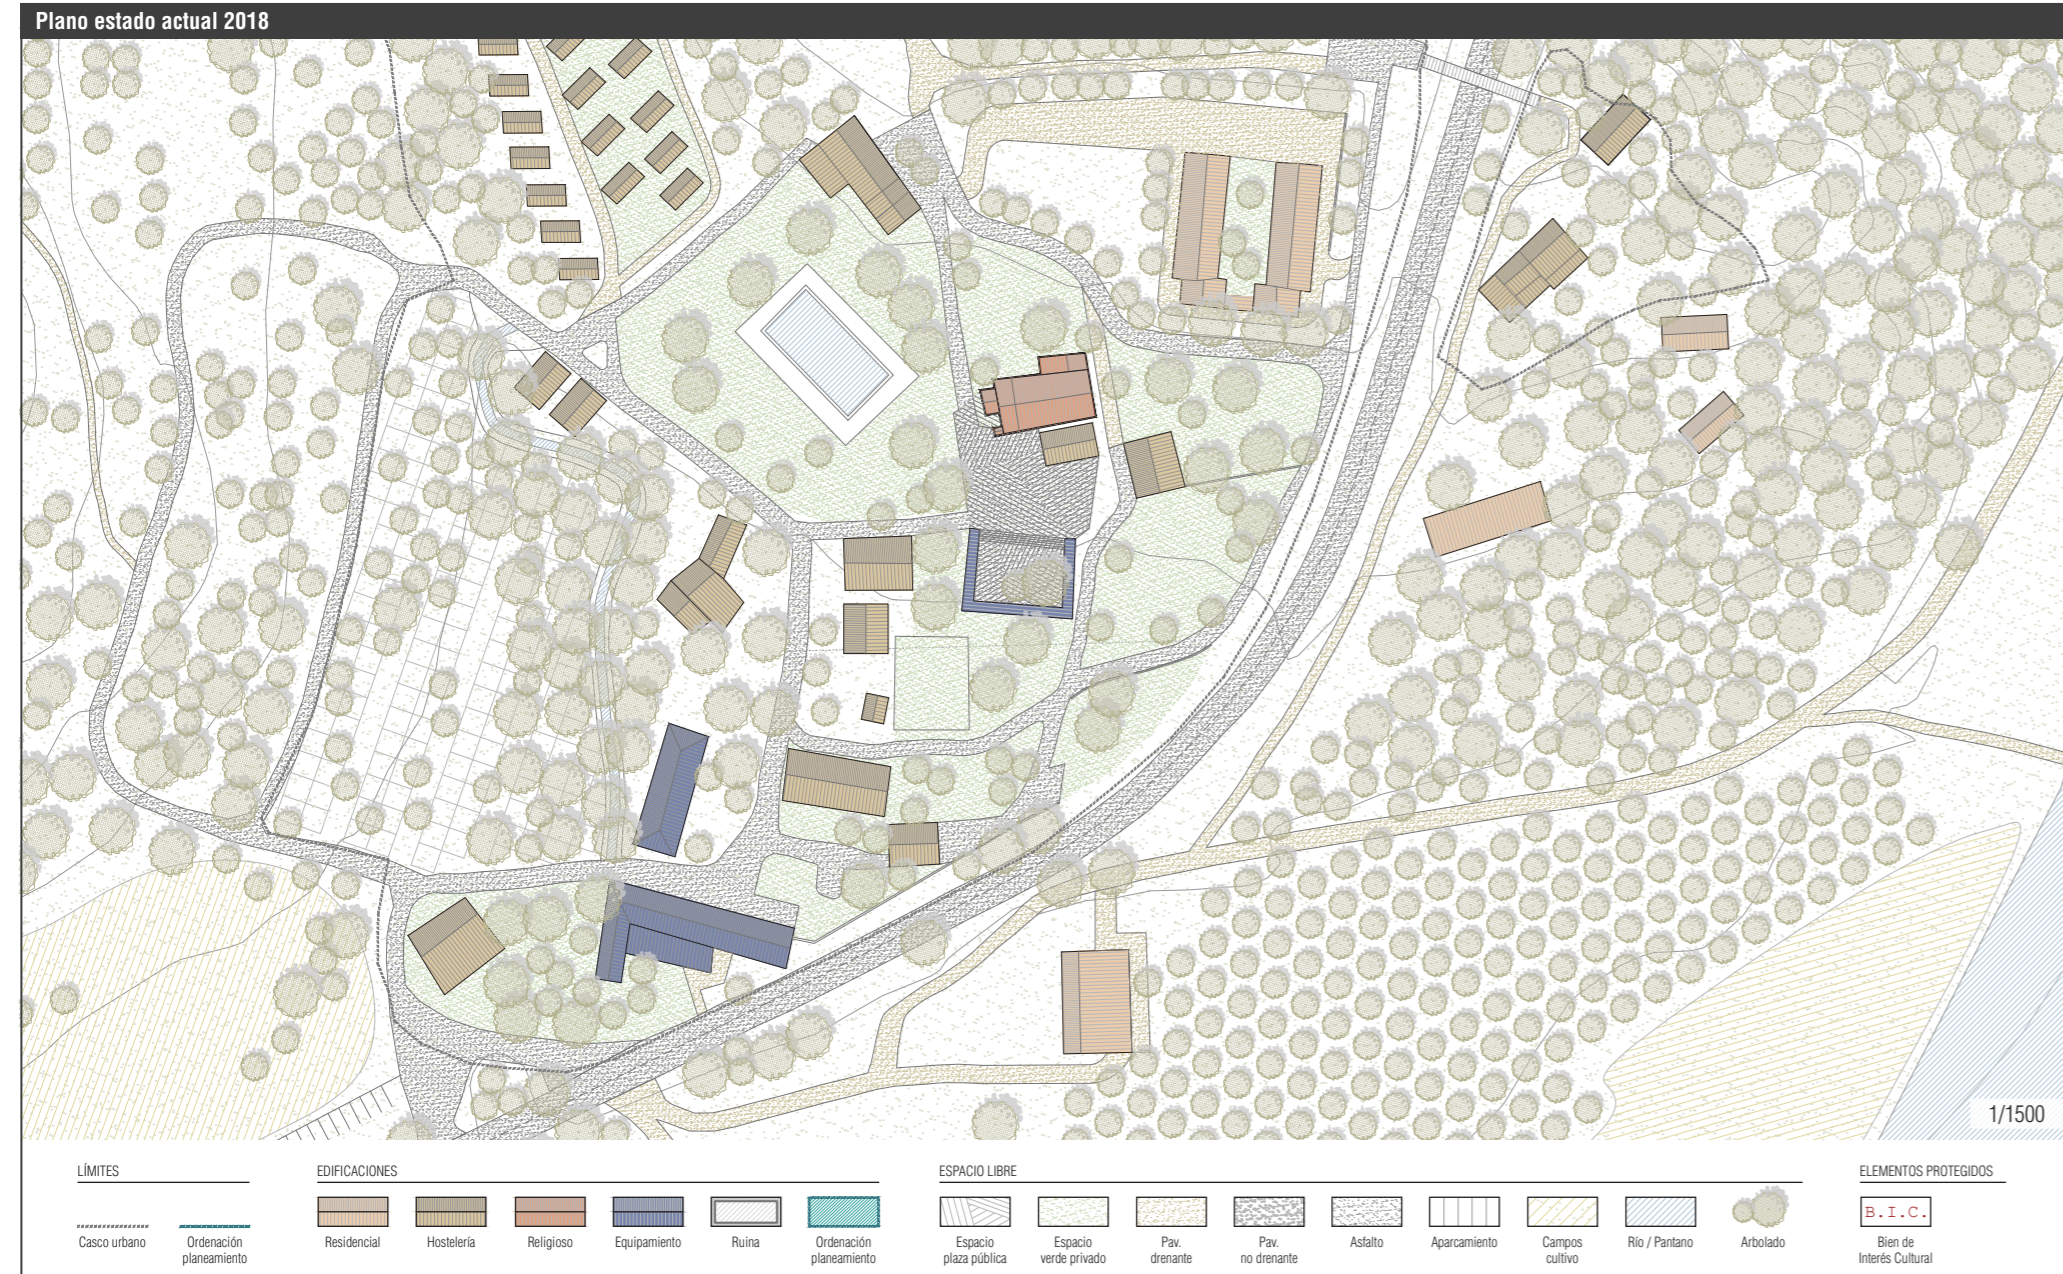 Plano estado actual 2018
1/1500
LÍMITES
Casco urbano
Ordenación
planeamiento
EDIFICACIONES
Residencial
Hostelería
Religioso
Equipamiento
Ruina
Ordenación
planeamiento
ESPACIO LIBRE
Espacio
plaza pública
Espacio
verde privado
Pav.
drenante
Pav.
no drenante
Asfalto
Aparcamiento
Campos
cultivo
Río / Pantano
Arbolado
ELEMENTOS PROTEGIDOS
B.I.C.
Bien de
Interés Cultural